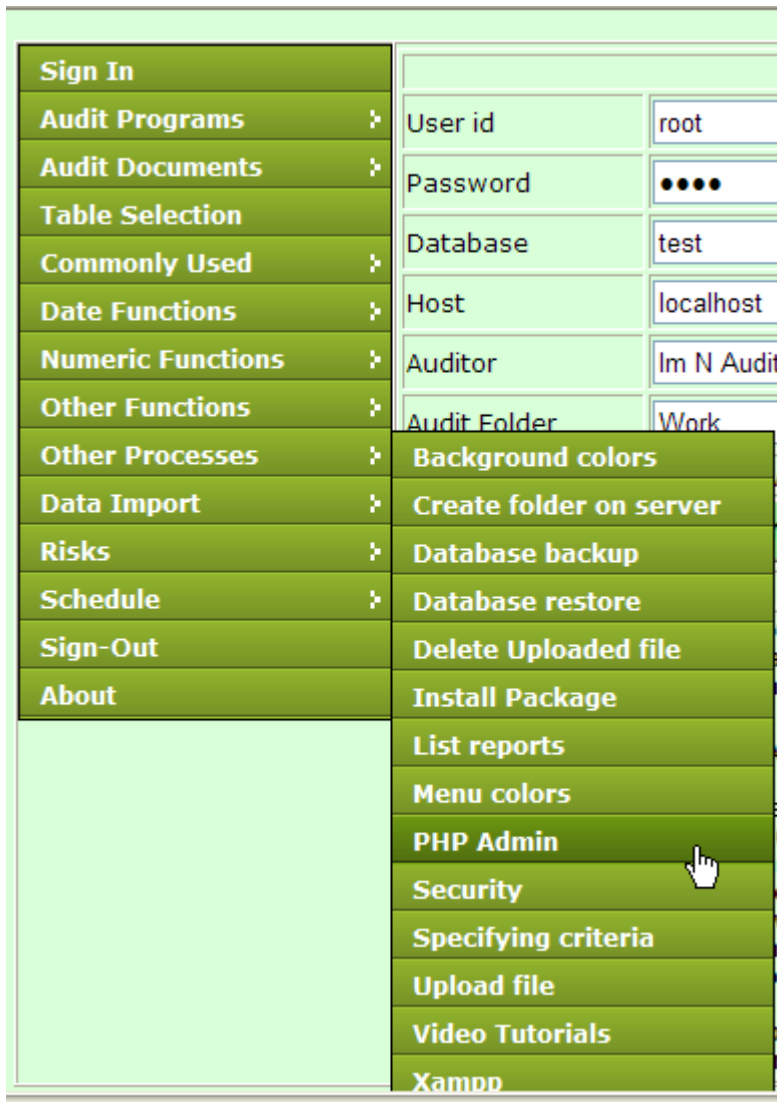 Sign In
Audit Programs
Audit Documents
Table Selection
Commonly Used
Date Functions
Numeric Functions
Other Functions
Other Processes
Data Import
Risks
Schedule
Sign-Out
About
User id root
Password ●●●●
Database test
Host localhost
Auditor Im N Audit
Audit Folder Work
Background colors
Create folder on server
Database backup
Database restore
Delete Uploaded file
Install Package
List reports
Menu colors
PHP Admin
Security
Specifying criteria
Upload file
Video Tutorials
Xampp